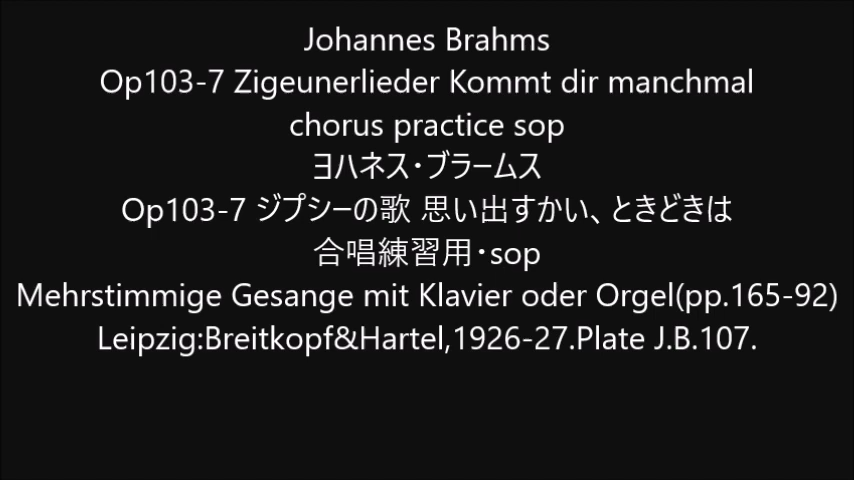 Johannes Brahms
Op103-7 Zigeunerlieder Kommt dir manchmal
chorus practice sop
ヨハネス・ブラームス
Op103-7 ジプシーの歌 思い出すかい、ときどきは
合唱練習用・sop
Mehrstimmige Gesange mit Klavier oder Orgel(pp.165-92)
Leipzig:Breitkopf&Hartel,1926-27.Plate J.B.107.